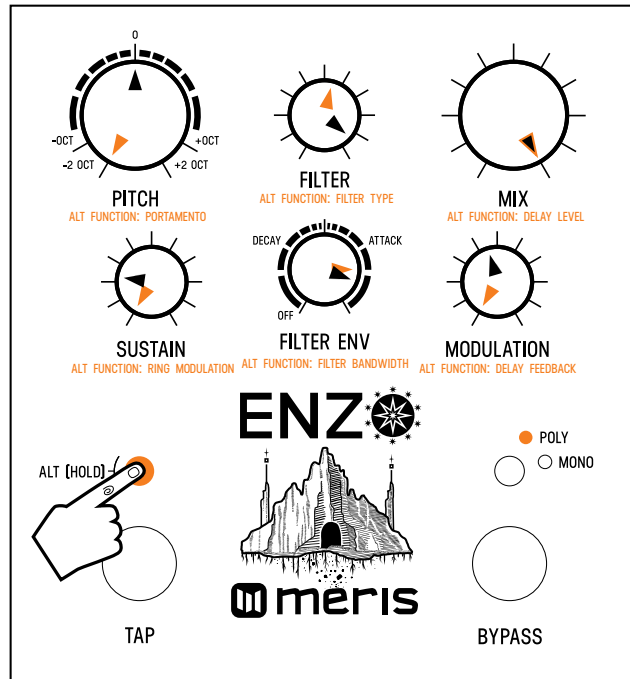 0
-OCT
+OCT
-2 OCT
+2 OCT
PITCH
ALT FUNCTION: PORTAMENTO
FILTER
ALT FUNCTION: FILTER TYPE
MIX
ALT FUNCTION: DELAY LEVEL
DECAY
ATTACK
OFF
SUSTAIN
ALT FUNCTION: RING MODULATION
FILTER ENV
ALT FUNCTION: FILTER BANDWIDTH
MODULATION
ALT FUNCTION: DELAY FEEDBACK
ENZO
POLY
MONO
ALT (HOLD)
meris
TAP
BYPASS